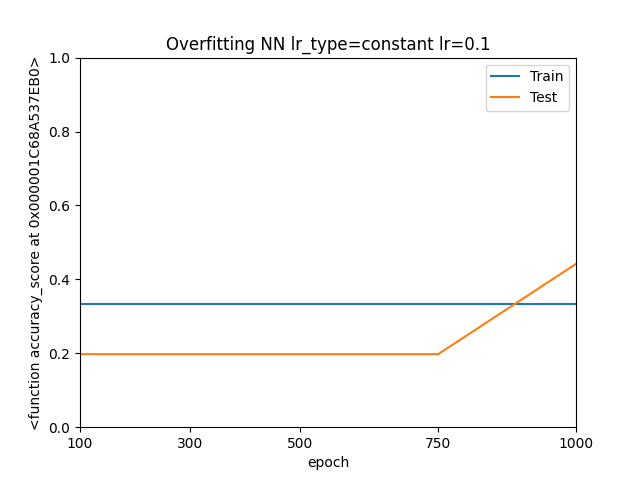 Overfitting NN lr_type=constant lr=0.1
<function accuracy_score at 0x000001C68A537EB0>
1.0
0.8
0.6
0.4
0.2
0.0
Train
Test
100 300 500 750 1000
epoch